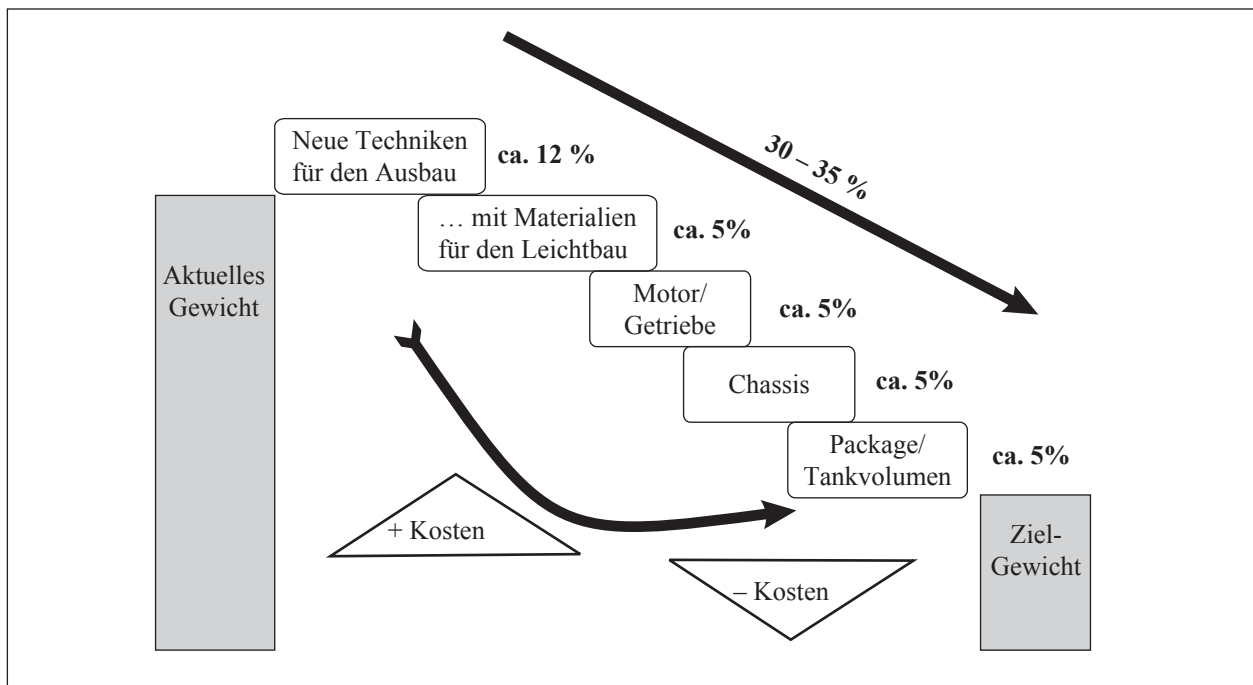 30 – 35 %
Neue Techniken
für den Ausbau
ca. 12 %
… mit Materialien
für den Leichtbau
ca. 5%
Aktuelles
Gewicht
Motor/
Getriebe
ca. 5%
Chassis
ca. 5%
Package/
Tankvolumen
ca. 5%
+ Kosten
– Kosten
Ziel-
Gewicht